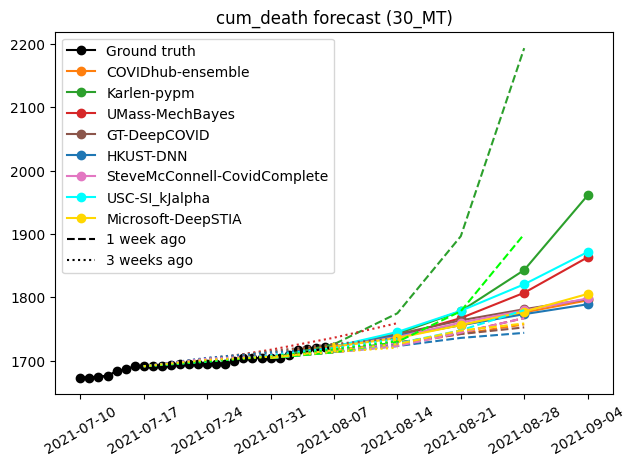 cum_death forecast (30_MT)
2200
2100
2000
1900
1800
1700
Ground truth
COVIDhub-ensemble
Karlen-pypm
UMass-MechBayes
GT-DeepCOVID
HKUST-DNN
SteveMcConnell-CovidComplete
USC-SI_kJalpha
Microsoft-DeepSTIA
1 week ago
3 weeks ago
2021-07-10
2021-07-17
2021-07-24
2021-07-31
2021-08-07
2021-08-14
2021-08-21
2021-08-28
2021-09-04